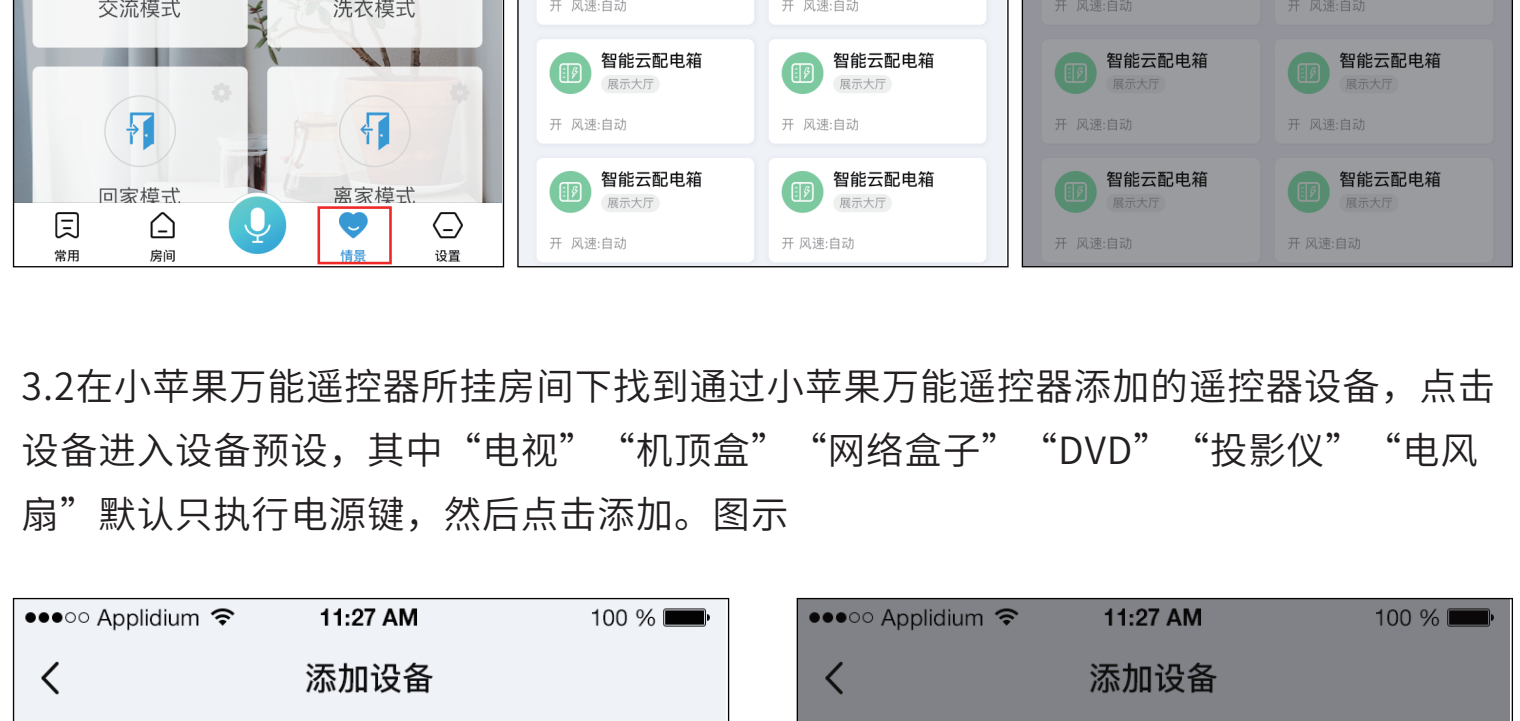 交流模式
洗衣模式
回家模式
离家模式
常用
房间
情景
设置
开 风速:自动
开 风速:自动
智能云配电箱
展示大厅
开 风速:自动
智能云配电箱
展示大厅
开 风速:自动
智能云配电箱
展示大厅
开 风速:自动
智能云配电箱
展示大厅
开 风速:自动
开 风速:自动
开 风速:自动
智能云配电箱
展示大厅
开 风速:自动
智能云配电箱
展示大厅
开 风速:自动
智能云配电箱
展示大厅
开 风速:自动
智能云配电箱
展示大厅
开 风速:自动
3.2在小苹果万能遥控器所挂房间下找到通过小苹果万能遥控器添加的遥控器设备，点击
设备进入设备预设，其中“电视”“机顶盒”“网络盒子”“DVD”“投影仪”“电风
扇”默认只执行电源键，然后点击添加。图示
Applidium 11:27 AM 100 %
添加设备
Applidium 11:27 AM 100 %
添加设备